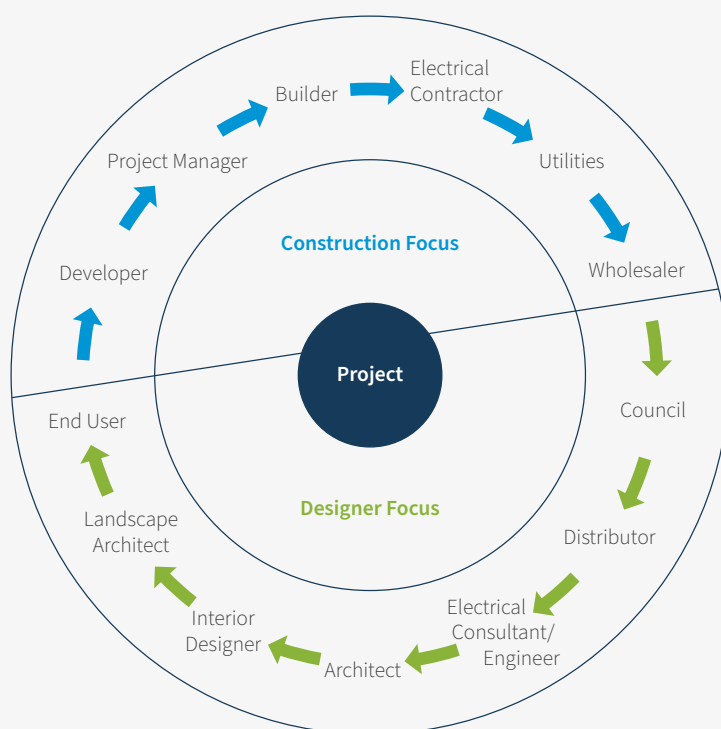 Electrical
Contractor
Builder
Project Manager
Utilities
Construction Focus
Developer
Wholesaler
Project
Council
End User
Designer Focus
Landscape
Architect
Distributor
Interior
Designer
Electrical
Consultant/
Engineer
Architect